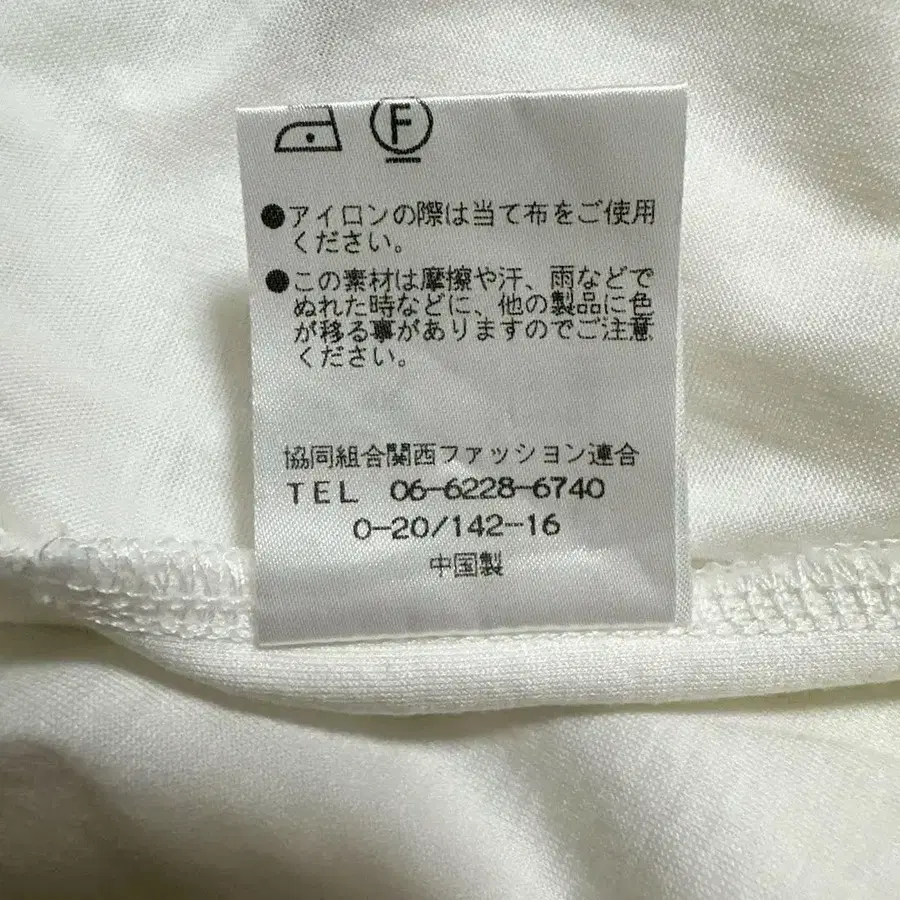 F
●アイロンの際は当て布をご使用
ください。
●この素材は摩擦や汗、雨などで
ぬれた時などに、他の製品に色
が移る事がありますのでご注意
ください。
協同組合関西ファッション連合
TEL 06-6228-6740
0-20/142-16
中国製